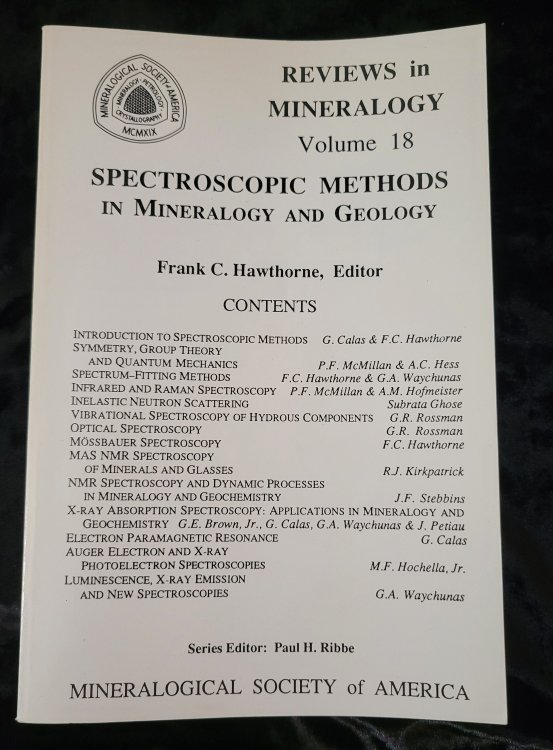 MINERALOGICAL SOCIETY of AMERICA
MINERALOGY · PETROLOGY
CRYSTALLOGRAPHY
MCMXIX
REVIEWS in
MINERALOGY
Volume 18
SPECTROSCOPIC METHODS
IN MINERALOGY AND GEOLOGY
Frank C. Hawthorne, Editor
CONTENTS
INTRODUCTION TO SPECTROSCOPIC METHODS G. Calas & F.C. Hawthorne
SYMMETRY, GROUP THEORY
AND QUANTUM MECHANICS P.F. McMillan & A.C. Hess
SPECTRUM–FITTING METHODS F.C. Hawthorne & G.A. Waychunas
INFRARED AND RAMAN SPECTROSCOPY P.F. McMillan & A.M. Hofmeister
INELASTIC NEUTRON SCATTERING Subrata Ghose
VIBRATIONAL SPECTROSCOPY OF HYDROUS COMPONENTS G.R. Rossman
OPTICAL SPECTROSCOPY G.R. Rossman
MÖSSBAUER SPECTROSCOPY F.C. Hawthorne
MAS NMR SPECTROSCOPY
OF MINERALS AND GLASSES R.J. Kirkpatrick
NMR SPECTROSCOPY AND DYNAMIC PROCESSES
IN MINERALOGY AND GEOCHEMISTRY J.F. Stebbins
X-RAY ABSORPTION SPECTROSCOPY: APPLICATIONS IN MINERALOGY AND
GEOCHEMISTRY G.E. Brown, Jr., G. Calas, G.A. Waychunas & J. Petiau
ELECTRON PARAMAGNETIC RESONANCE G. Calas
AUGER ELECTRON AND X-RAY
PHOTOELECTRON SPECTROSCOPIES M.F. Hochella, Jr.
LUMINESCENCE, X-RAY EMISSION
AND NEW SPECTROSCOPIES G.A. Waychunas
Series Editor: Paul H. Ribbe
MINERALOGICAL SOCIETY of AMERICA